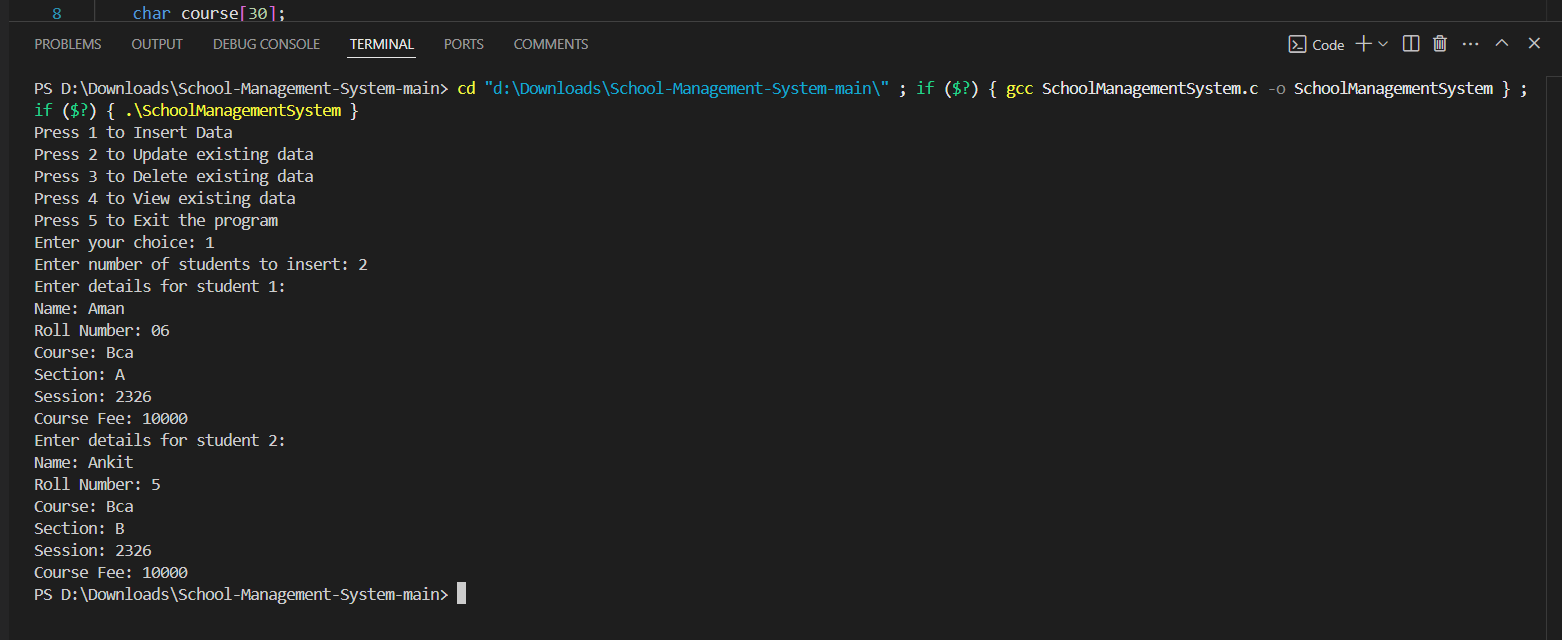 8 char course[30];
PROBLEMS OUTPUT DEBUG CONSOLE TERMINAL PORTS COMMENTS Code
PS D:\Downloads\School-Management-System-main> cd "d:\Downloads\School-Management-System-main\" ; if ($?) { gcc SchoolManagementSystem.c -o SchoolManagementSystem } ;
if ($?) { .\SchoolManagementSystem }
Press 1 to Insert Data
Press 2 to Update existing data
Press 3 to Delete existing data
Press 4 to View existing data
Press 5 to Exit the program
Enter your choice: 1
Enter number of students to insert: 2
Enter details for student 1:
Name: Aman
Roll Number: 06
Course: Bca
Section: A
Session: 2326
Course Fee: 10000
Enter details for student 2:
Name: Ankit
Roll Number: 5
Course: Bca
Section: B
Session: 2326
Course Fee: 10000
PS D:\Downloads\School-Management-System-main>